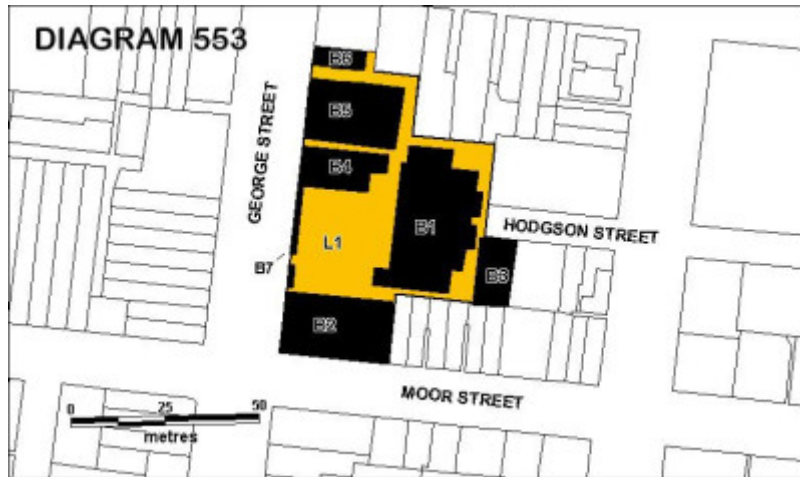 DIAGRAM 553
B6
B5
GEORGE STREET
B4
L1
B1
HODGSON STREET
B7
B3
B2
MOOR STREET
0 25 50
metres